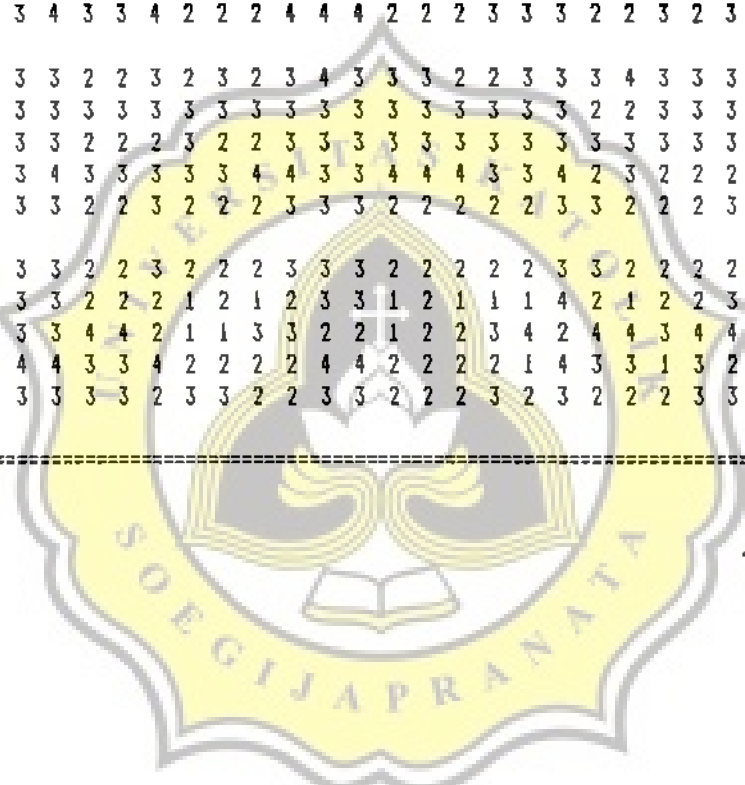 3 4 3 3 4 2 2 2 4 4 4 2 2 2 3 3 3 2 2 3 2 3
3 3 2 2 3 2 3 2 3 4 3 3 3 2 2 3 3 3 4 3 3 3
3 3 3 3 3 3 3 3 3 3 3 3 3 3 3 3 3 2 2 3 3 3
3 3 2 2 2 3 2 2 3 3 3 3 3 3 3 3 3 3 3 3 3 3
3 4 3 3 3 3 3 4 4 3 3 4 4 4 3 3 4 2 3 2 2 2
3 3 2 2 3 2 2 2 3 3 3 2 2 2 2 2 3 3 2 2 2 3
3 3 2 2 3 2 2 2 3 3 3 2 2 2 2 2 3 3 2 2 2 2
3 3 2 2 2 1 2 1 2 3 3 1 2 1 1 1 4 2 1 2 2 3
3 3 4 4 2 1 1 3 3 2 2 1 2 2 3 4 2 4 4 3 4 4
4 4 3 3 4 2 2 2 2 4 4 2 2 2 2 1 4 3 3 1 3 2
3 3 3 3 2 3 3 2 2 3 3 2 2 2 3 2 3 2 2 2 3 3
UNIVERSITAS KATOLIK
SOEGIJAPRANATA